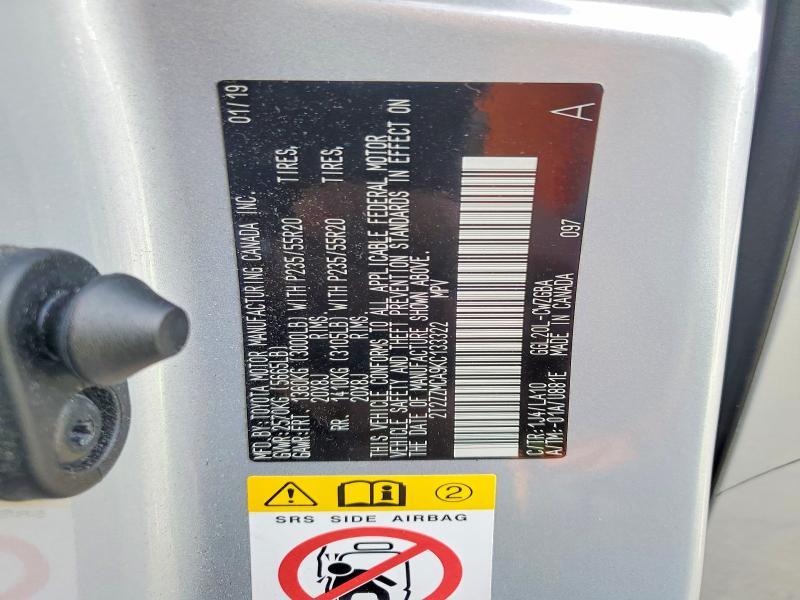 MFD.BY:TOYOTA MOTOR MANUFACTURING CANADA INC. 01/19
GVWR:2570KG(5665LB)
GAWR:FRT. 1360KG(3000LB) WITH P235/55R20 TIRES,
20X8J RIMS,
RR. 1410KG(3105LB) WITH P235/55R20 TIRES,
20X8J RIMS,
THIS VEHICLE CONFORMS TO ALL APPLICABLE FEDERAL MOTOR
VEHICLE SAFETY AND THEFT PREVENTION STANDARDS IN EFFECT ON
THE DATE OF MANUFACTURE SHOWN ABOVE.
2T2ZZMCA9KC133222 MPV
C/TR:1J4/LA10 GGL20L-CWZGBA 097 A
A/TM:-01A/U881E MADE IN CANADA
2
SRS SIDE AIRBAG